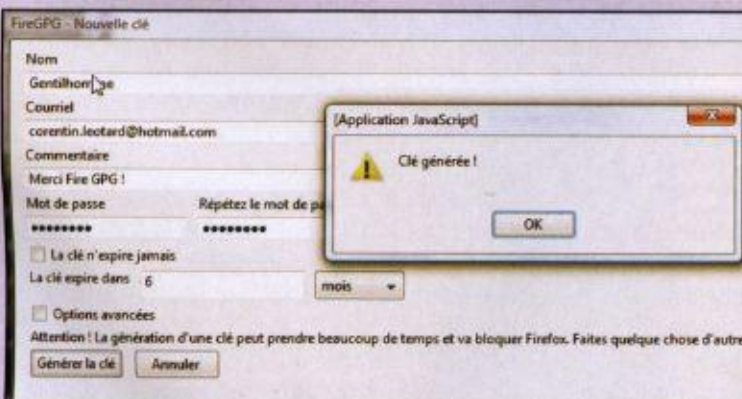 FireGPG - Nouvelle clé
Nom
Courriel
corentin.leotard@hotmail.com
Commentaire
Merci Fire GPG !
Mot de passe Répétez le mot de
••••••••  ••••••••
La clé n'expire jamais
La clé expire dans 6 mois
Options avancées
Attention ! La génération d'une clé peut prendre beaucoup de temps et va bloquer Firefox. Faites quelque chose d'autre
Générer la clé Annuler
[Application JavaScript]
Clé générée !
OK